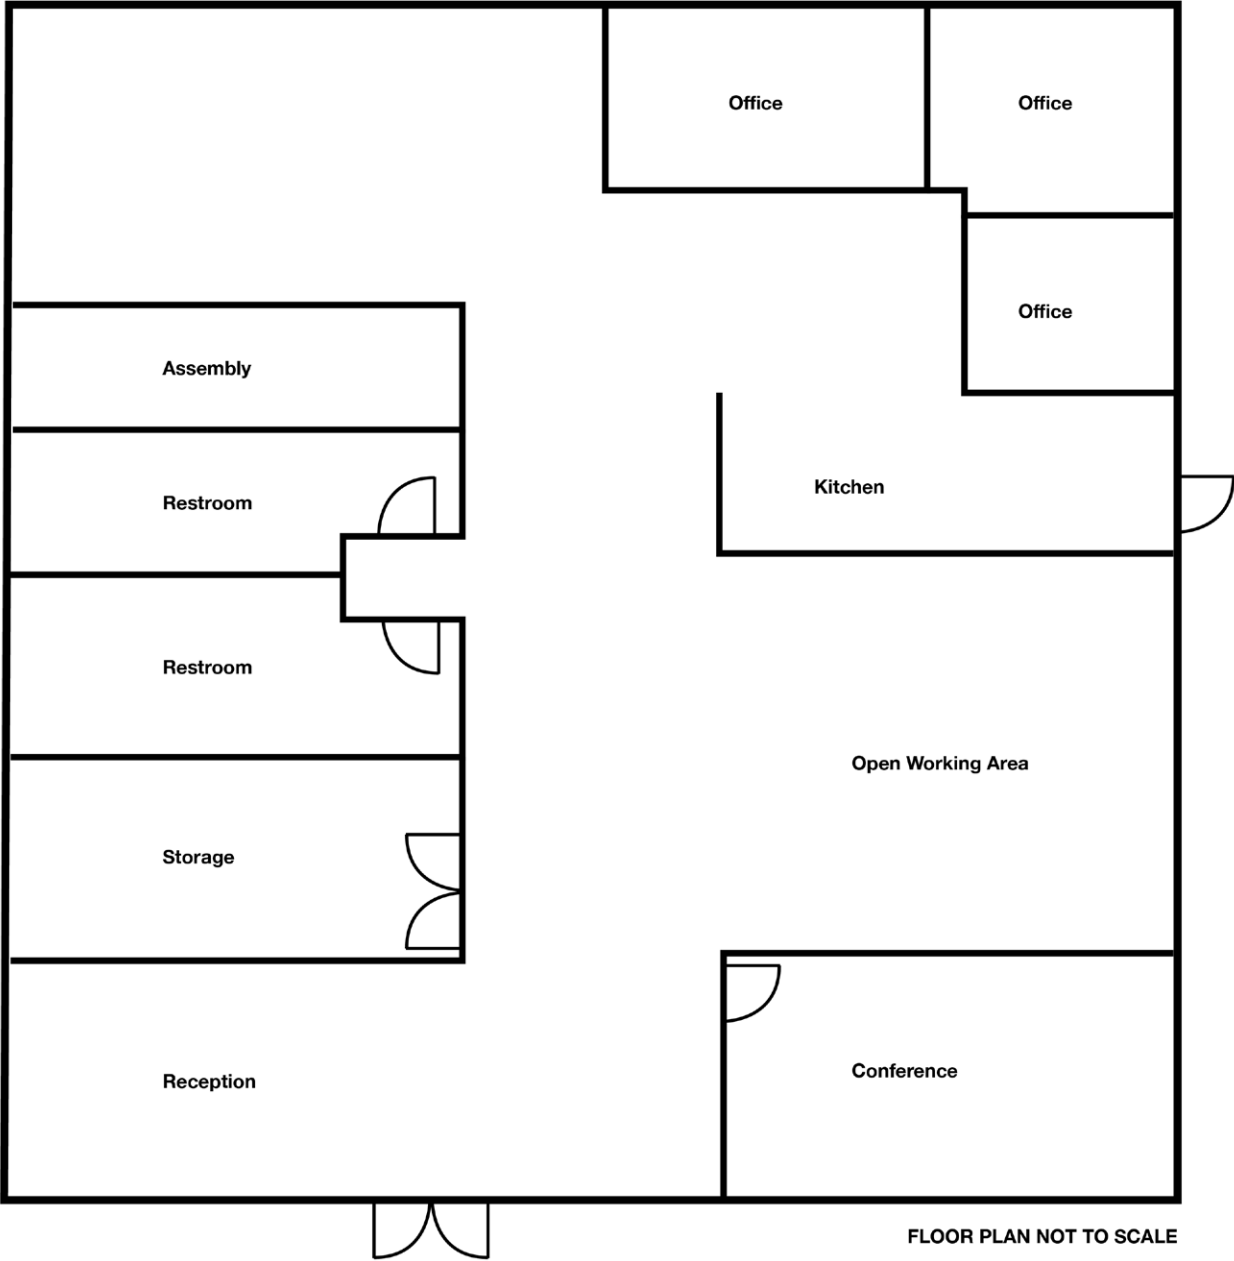 Office
Office
Office
Assembly
Kitchen
Restroom
Restroom
Open Working Area
Storage
Conference
Reception
FLOOR PLAN NOT TO SCALE